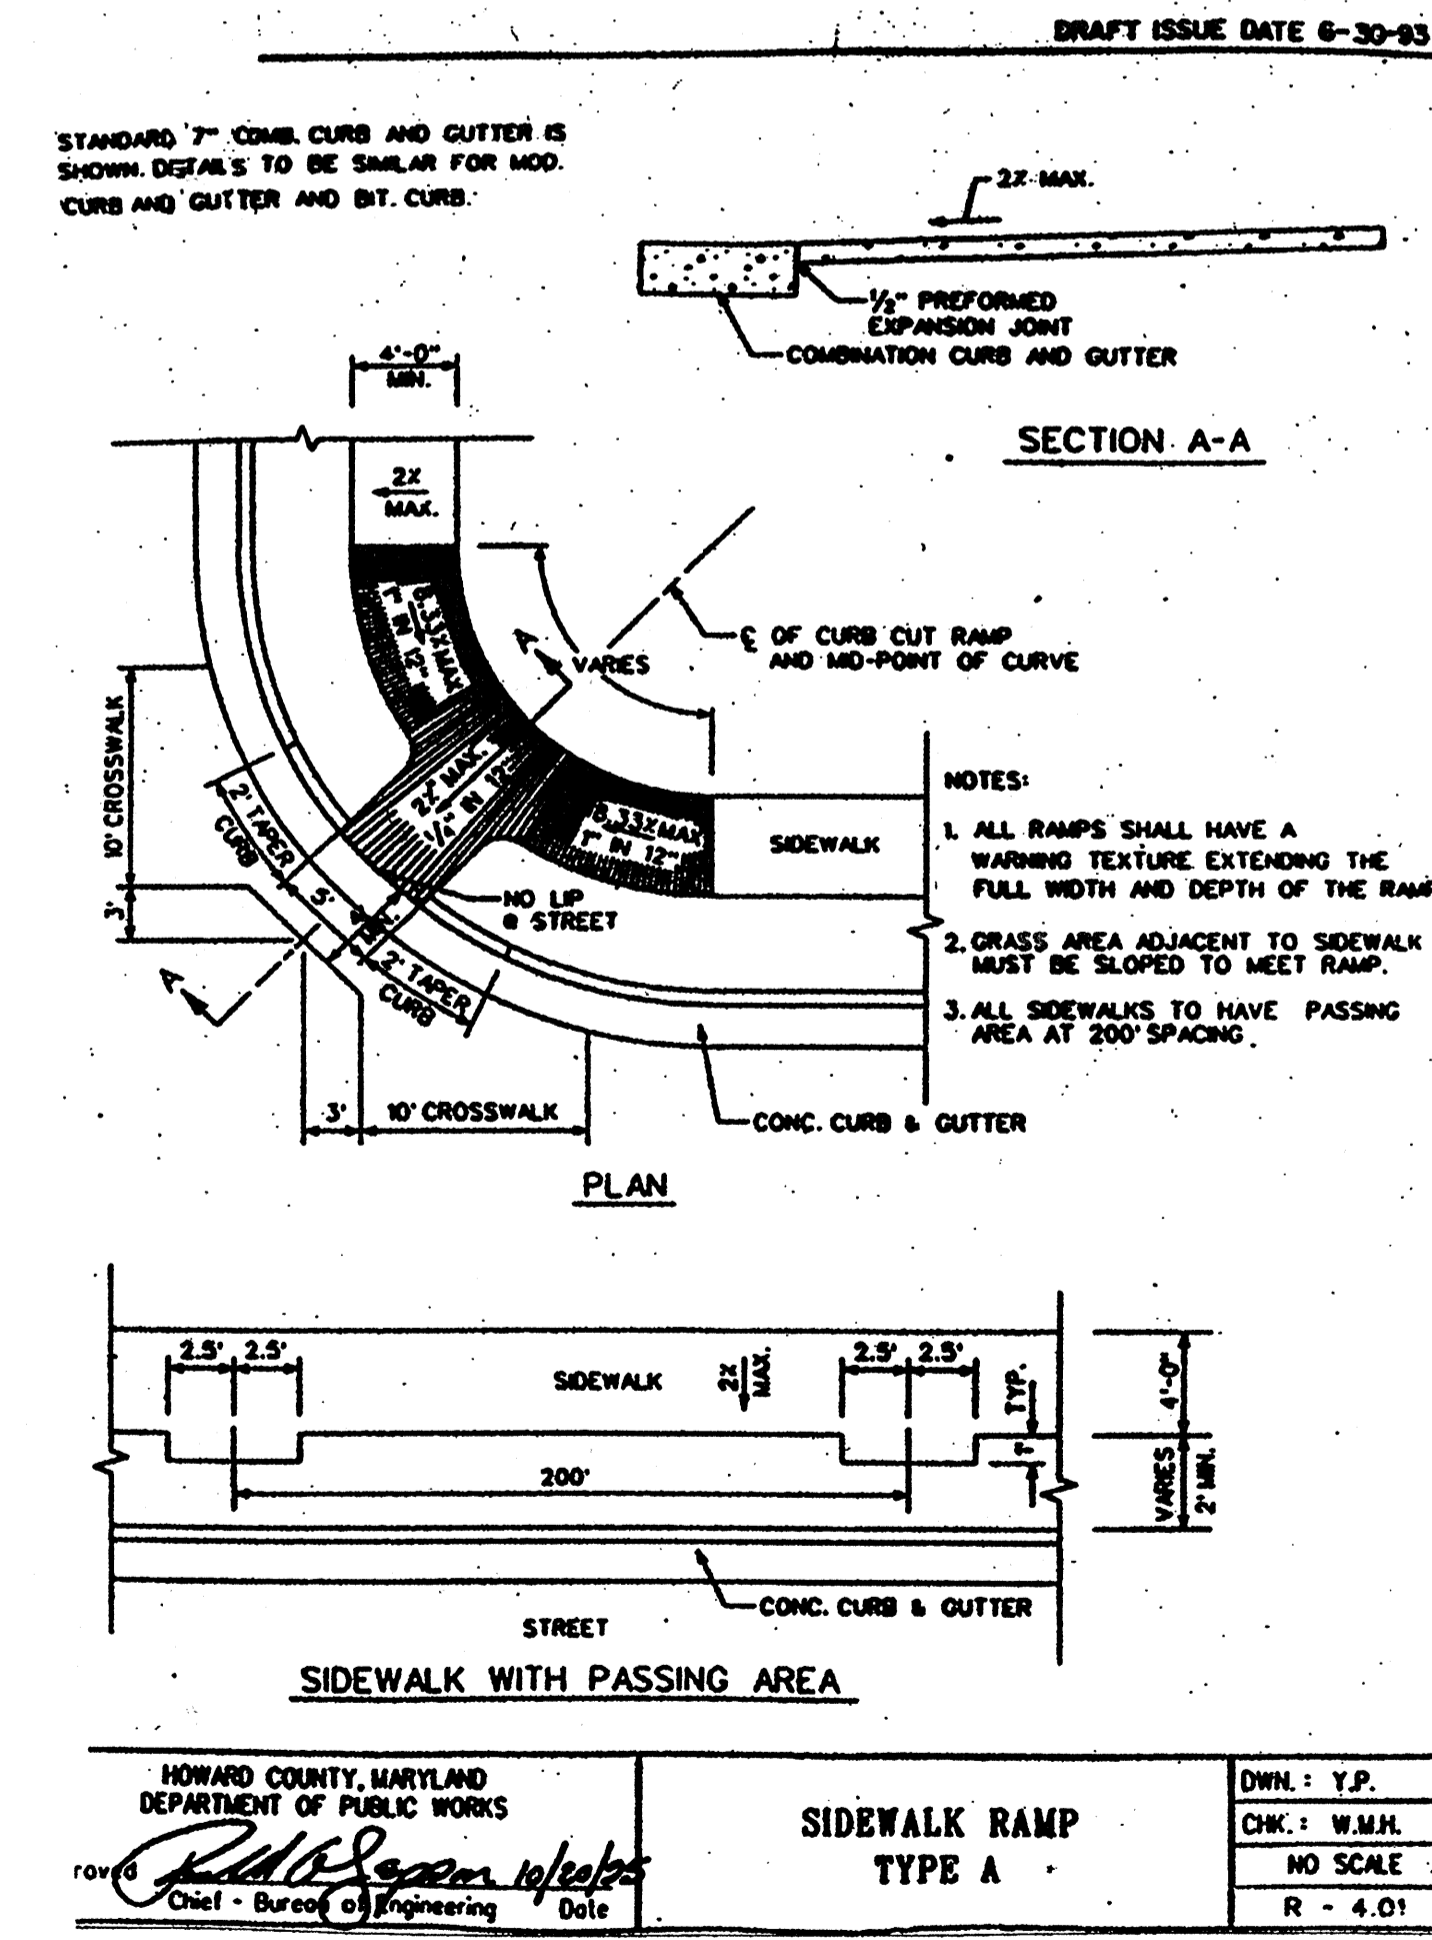 DRAFT ISSUE DATE 6-30-93
STANDARD 7" COMB. CURB AND GUTTER IS
SHOWN. DETAILS TO BE SIMILAR FOR MOD.
CURB AND GUTTER AND BIT. CURB.
2% MAX.
1/2" PREFORMED
EXPANSION JOINT
COMBINATION CURB AND GUTTER
SECTION A-A
4'-0"
MIN.
2%
MAX.
8.33% MAX
1" IN 12"
A
VARIES
℄ OF CURB CUT RAMP
AND MID-POINT OF CURVE
10' CROSSWALK
3'
2' TAPER
CURB
2% MAX.
1/4" IN 12"
8.33% MAX
1" IN 12"
SIDEWALK
NO LIP
@ STREET
5'
MIN.
2' TAPER
CURB
A
3'
10' CROSSWALK
CONC. CURB & GUTTER
PLAN
NOTES:
1. ALL RAMPS SHALL HAVE A
WARNING TEXTURE EXTENDING THE
FULL WIDTH AND DEPTH OF THE RAMP
2. GRASS AREA ADJACENT TO SIDEWALK
MUST BE SLOPED TO MEET RAMP.
3. ALL SIDEWALKS TO HAVE PASSING
AREA AT 200' SPACING.
2.5' 2.5'
SIDEWALK
2%
MAX.
2.5' 2.5'
TYP.
1'
4'-0"
VARIES
2' MIN.
200'
CONC. CURB & GUTTER
STREET
SIDEWALK WITH PASSING AREA
HOWARD COUNTY, MARYLAND
DEPARTMENT OF PUBLIC WORKS
roved
Chief - Bureau of Engineering Date
SIDEWALK RAMP
TYPE A
DWN. : Y.P.
CHK. : W.M.H.
NO SCALE
R - 4.01